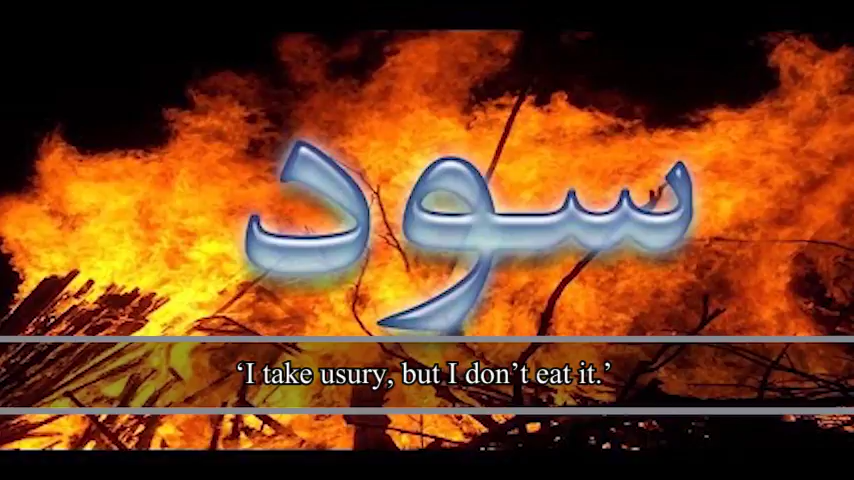 سود
‘I take usury, but I don’t eat it.’